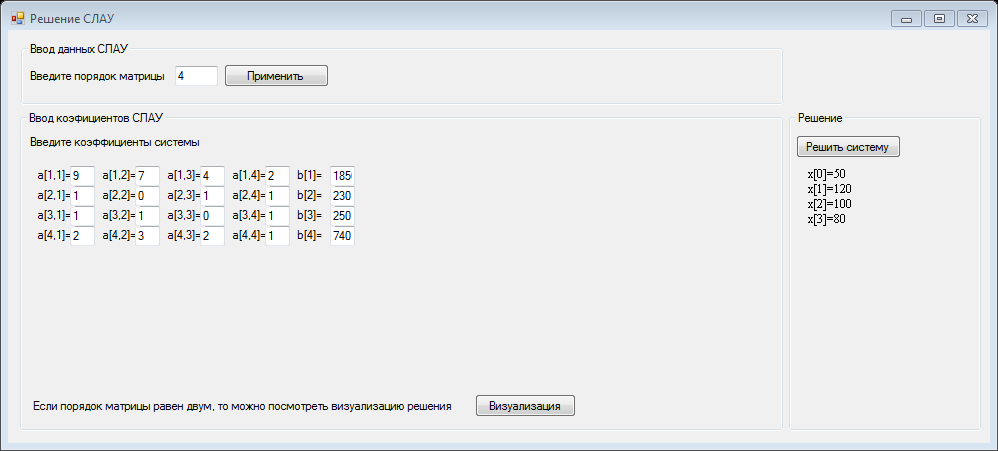 Решение СЛАУ
Ввод данных СЛАУ
Введите порядок матрицы 4 Применить
Ввод коэфициентов СЛАУ
Введите коэффициенты системы
a[1,1]= 9 a[1,2]= 7 a[1,3]= 4 a[1,4]= 2 b[1]= 185
a[2,1]= 1 a[2,2]= 0 a[2,3]= 1 a[2,4]= 1 b[2]= 230
a[3,1]= 1 a[3,2]= 1 a[3,3]= 0 a[3,4]= 1 b[3]= 250
a[4,1]= 2 a[4,2]= 3 a[4,3]= 2 a[4,4]= 1 b[4]= 740
Если порядок матрицы равен двум, то можно посмотреть визуализацию решения Визуализация
Решение
Решить систему
x[0]=50
x[1]=120
x[2]=100
x[3]=80